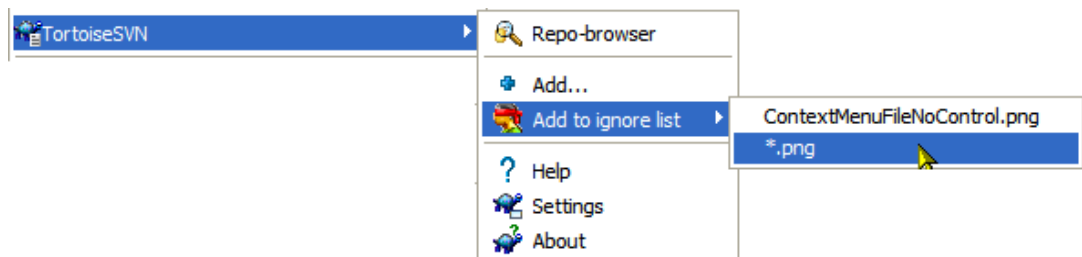 TortoiseSVN
Repo-browser
Add...
Add to ignore list
ContextMenuFileNoControl.png
*.png
Help
Settings
About